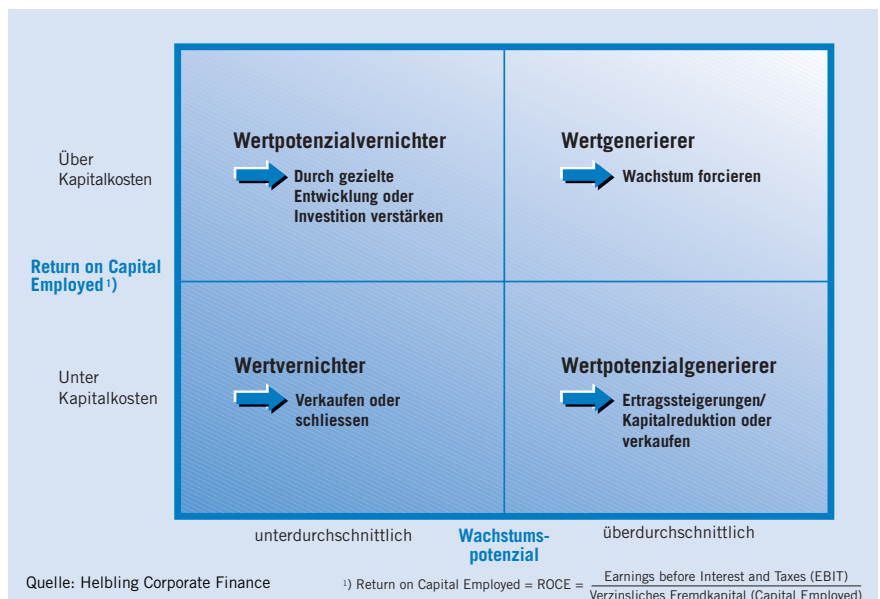 Über
Kapitalkosten
Wertpotenzialvernichter
Durch gezielte
Entwicklung oder
Investition verstärken
Wertgenerierer
Wachstum forcieren
Return on Capital
Employed ¹)
Unter
Kapitalkosten
Wertvernichter
Verkaufen oder
schliessen
Wertpotenzialgenerierer
Ertragssteigerungen/
Kapitalreduktion oder
verkaufen
unterdurchschnittlich
Wachstums-
potenzial
überdurchschnittlich
Quelle: Helbling Corporate Finance
¹) Return on Capital Employed = ROCE =
Earnings before Interest and Taxes (EBIT)
Verzinsliches Fremdkapital (Capital Employed)